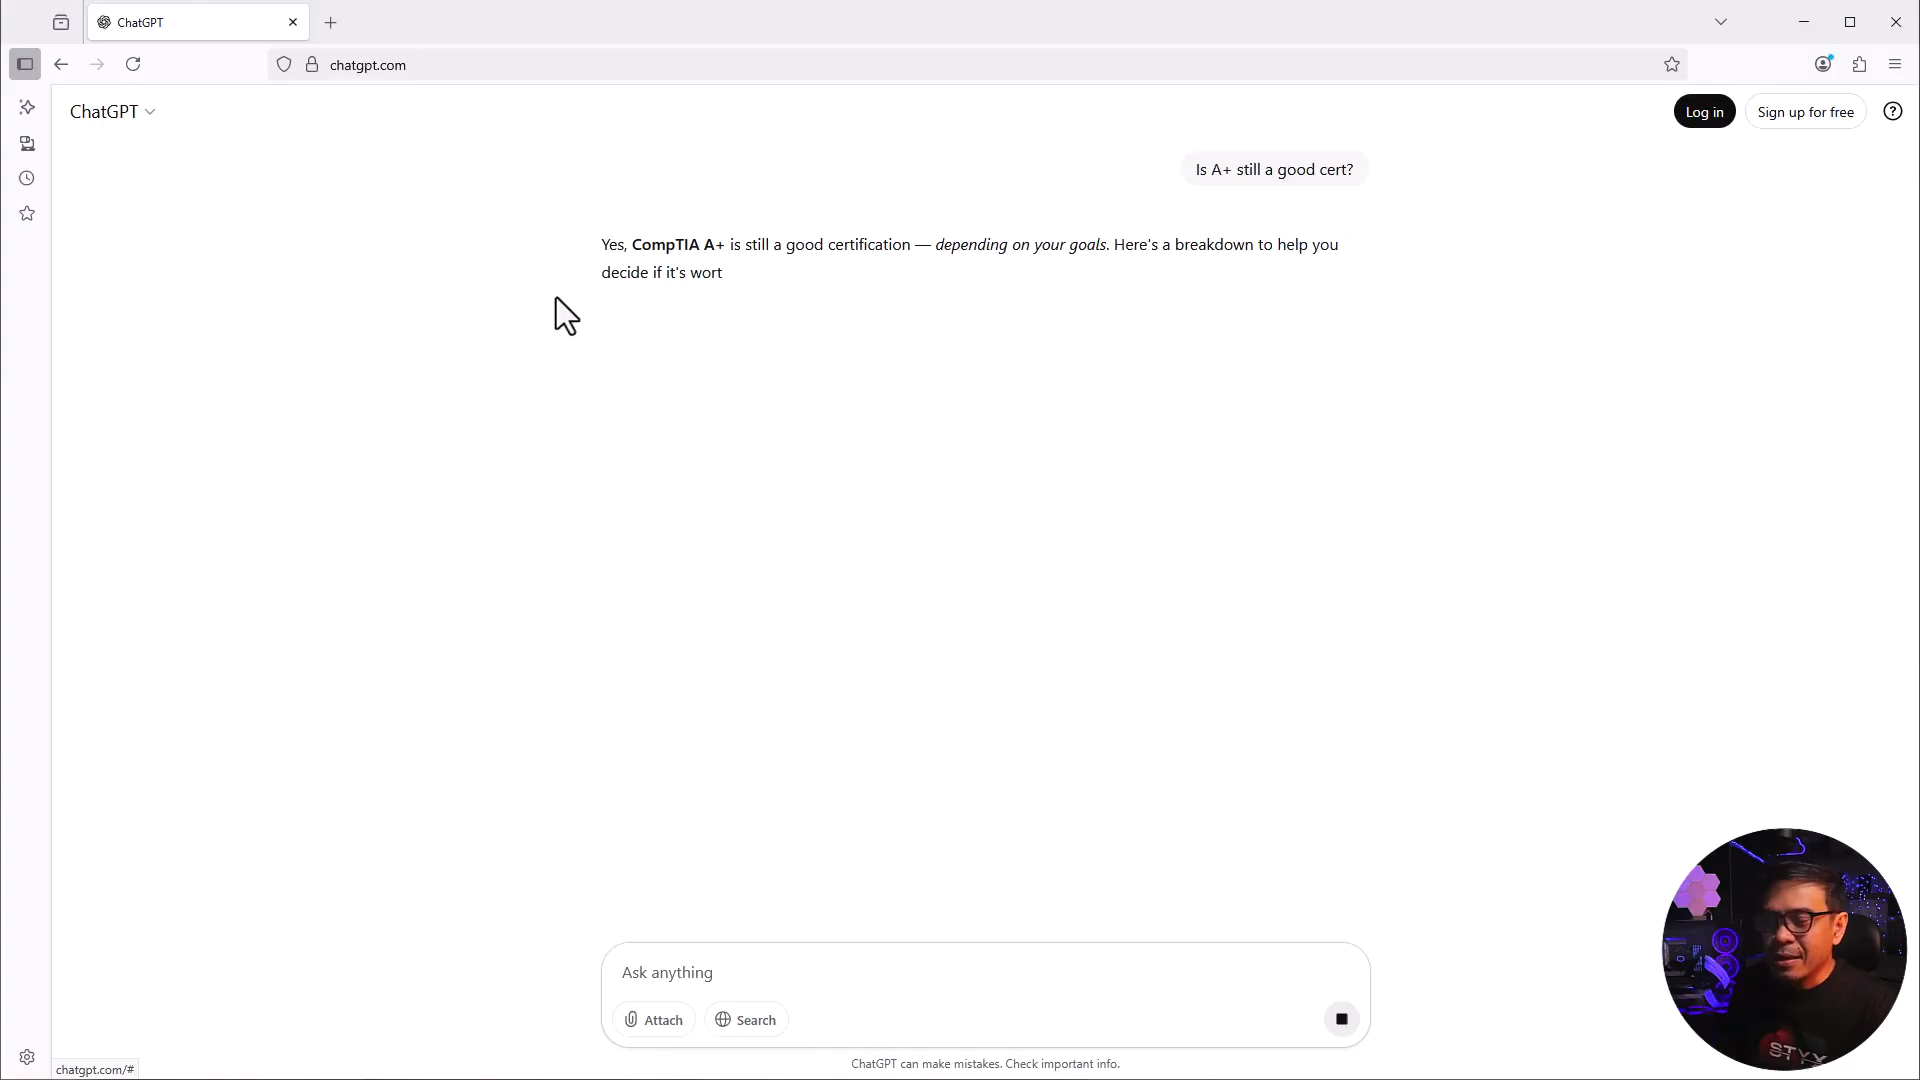 ChatGPT
chatgpt.com
ChatGPT
Log in
Sign up for free
Is A+ still a good cert?
Yes, CompTIA A+ is still a good certification — depending on your goals. Here's a breakdown to help you
decide if it's wort
Ask anything
Attach
Search
STYX
ChatGPT can make mistakes. Check important info.
chatgpt.com/#